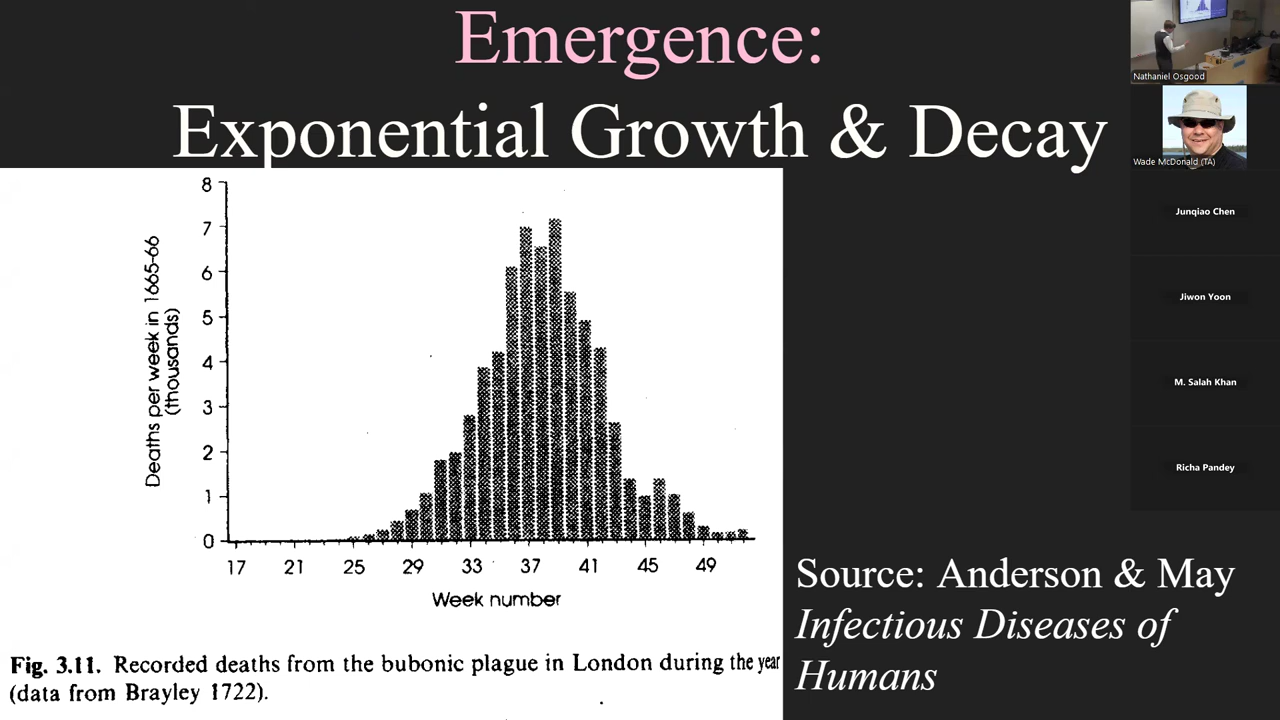 Emergence:
Exponential Growth & Decay
Nathaniel Osgood
Wade McDonald (TA)
Junqiao Chen
Jiwon Yoon
M. Salah Khan
Richa Pandey
Deaths per week in 1665-66
(thousands)
8
7
6
5
4
3
2
1
0
17 21 25 29 33 37 41 45 49
Week number
Fig. 3.11. Recorded deaths from the bubonic plague in London during the year
(data from Brayley 1722).
Source: Anderson & May
Infectious Diseases of
Humans